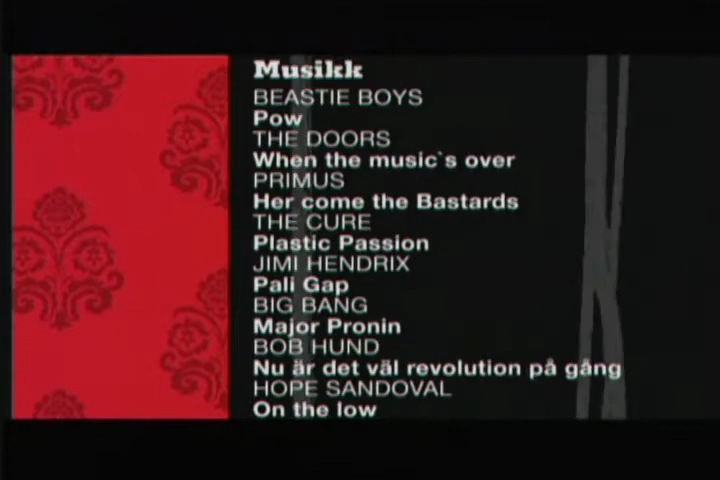 Musikk
BEASTIE BOYS
Pow
THE DOORS
When the music`s over
PRIMUS
Her come the Bastards
THE CURE
Plastic Passion
JIMI HENDRIX
Pali Gap
BIG BANG
Major Pronin
BOB HUND
Nu är det väl revolution på gång
HOPE SANDOVAL
On the low